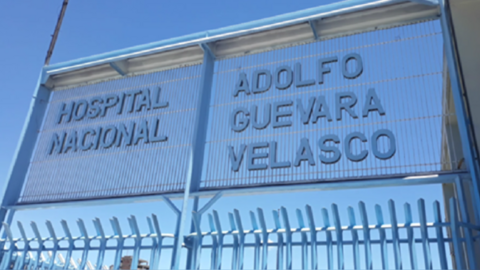 HOSPITAL
NACIONAL
ADOLFO
GUEVARA
VELASCO